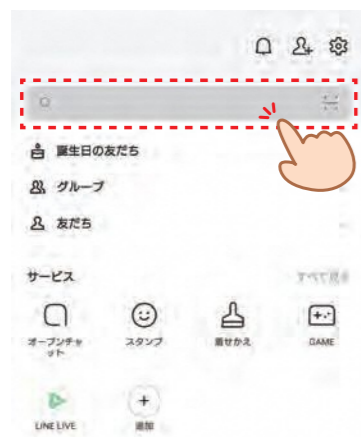 誕生日の友だち
グループ
友だち
サービス
すべて見る
オープンチャ
ット
スタンプ
着せかえ
GAME
LINE LIVE
追加